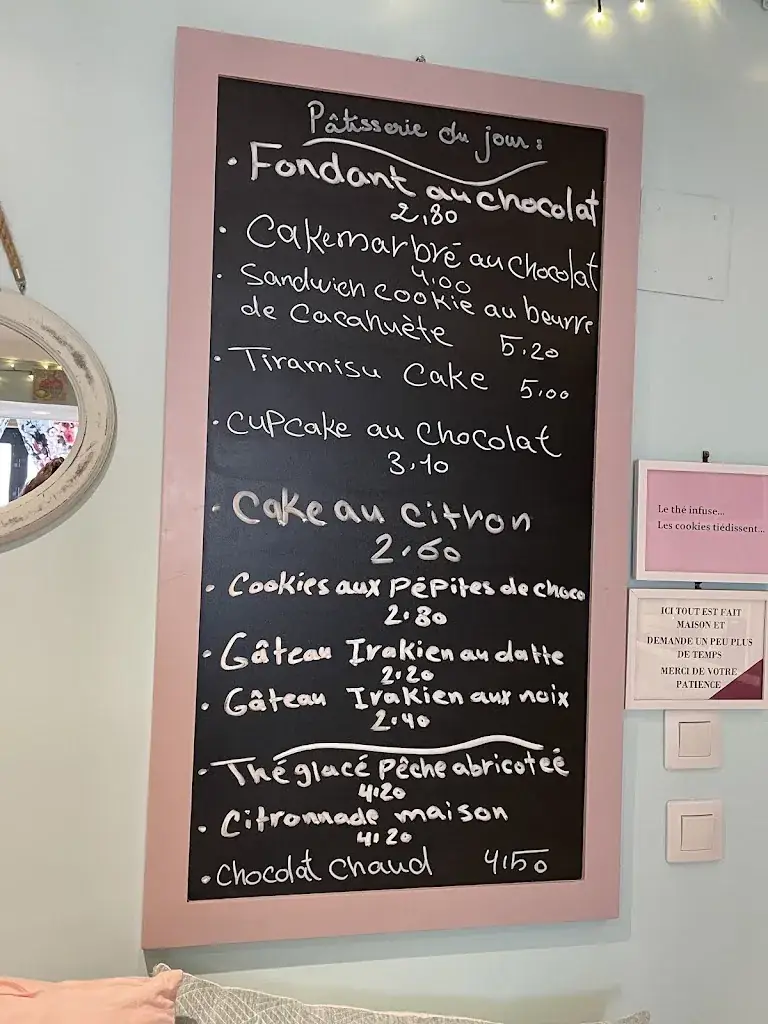 Pâtisserie du jour :
• Fondant au chocolat
2,80
• Cakemarbré au chocolat
4,00
• Sandwich cookie au beurre
de cacahuète 5.20
• Tiramisu Cake 5,00
• CUPCake au Chocolat
3,10
• Cake au citron
2.60
• Cookies aux PéPites de choco
2.80
• Gâteau Irakien au datte
2.20
• Gâteau Irakien aux noix
2.40
• Thé glacé Pêche abricoteé
4.20
• Citronnade maison
4.20
• Chocolat Chaud 4,50
Le thé infuse...
Les cookies tiédissent...
ICI TOUT EST FAIT
MAISON ET
DEMANDE UN PEU PLUS
DE TEMPS
MERCI DE VOTRE
PATIENCE